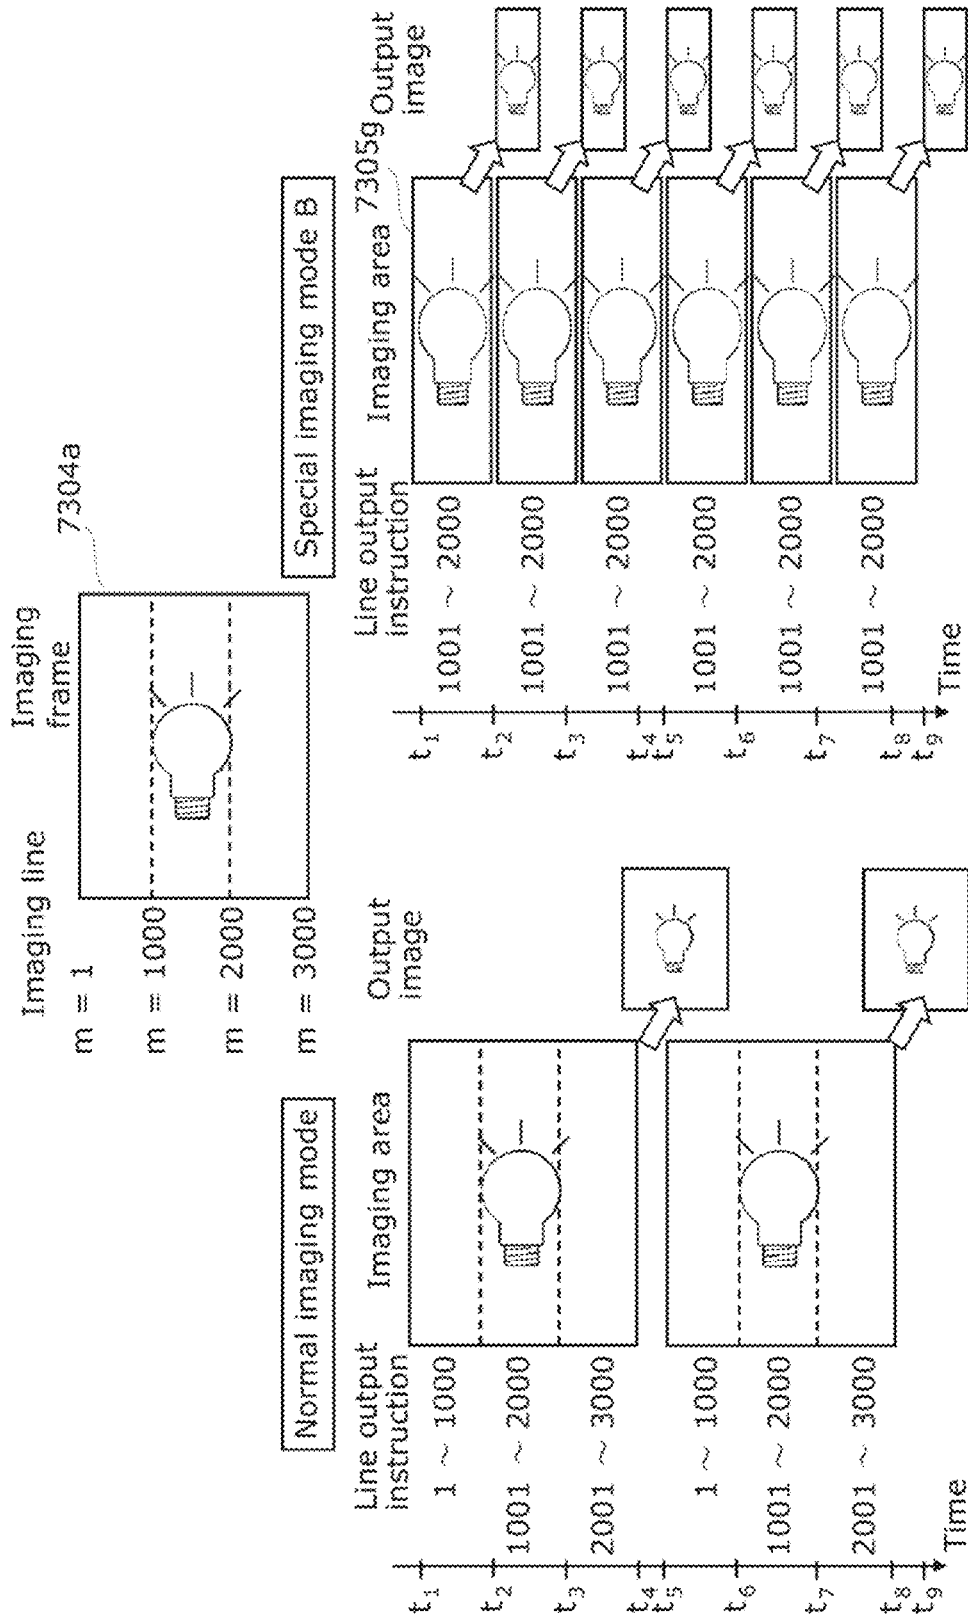 Imaging line
Imaging
frame
7304a
m = 1
m = 1000
m = 2000
m = 3000
Normal imaging mode
Line output
instruction
Imaging area
Output
image
1 ~ 1000
1001 ~ 2000
2001 ~ 3000
1 ~ 1000
1001 ~ 2000
2001 ~ 3000
t1
t2
t3
t4
t5
t6
t7
t8
t9
Time
Special imaging mode B
Line output
instruction
Imaging area
7305g
Output
image
1001 ~ 2000
1001 ~ 2000
1001 ~ 2000
1001 ~ 2000
1001 ~ 2000
1001 ~ 2000
t1
t2
t3
t4
t5
t6
t7
t8
t9
Time